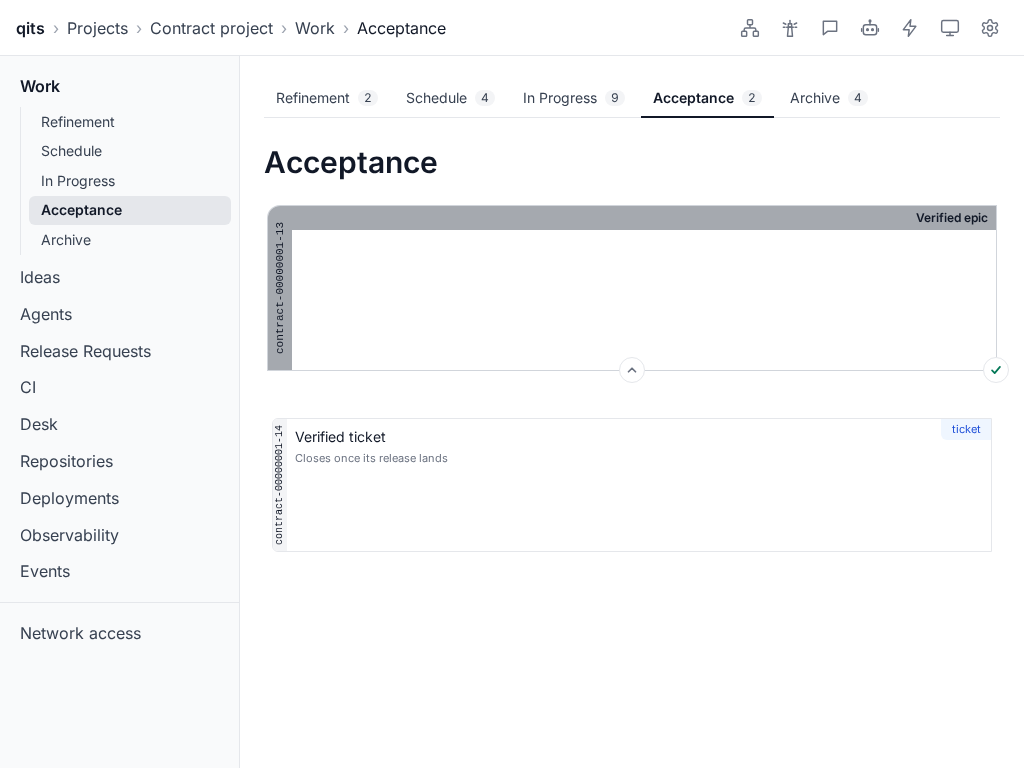 qits › Projects › Contract project › Work › Acceptance
Work
Refinement
Schedule
In Progress
Acceptance
Archive
Ideas
Agents
Release Requests
CI
Desk
Repositories
Deployments
Observability
Events
Network access
Refinement 2 Schedule 4 In Progress 9 Acceptance 2 Archive 4
Acceptance
Verified epic
contract-00000001-13
contract-00000001-14
Verified ticket
ticket
Closes once its release lands